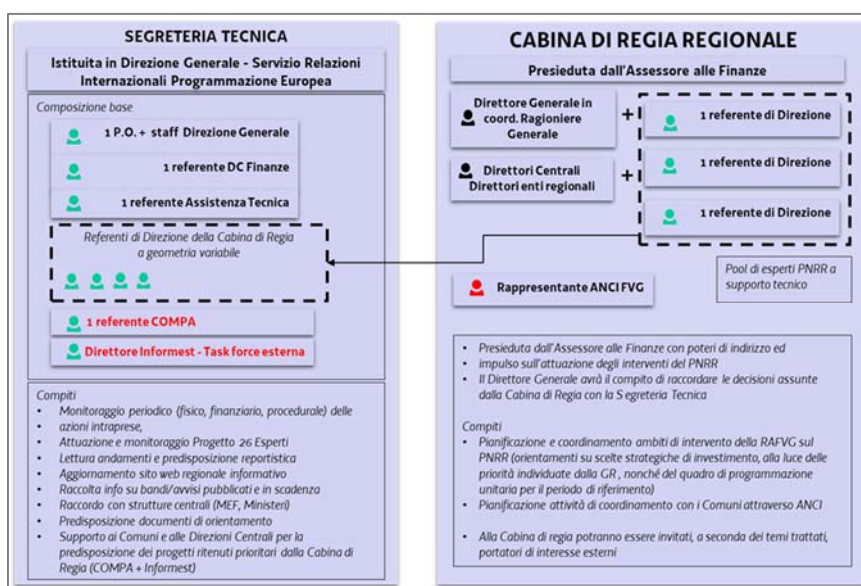 SEGRETERIA TECNICA
Istituita in Direzione Generale - Servizio Relazioni
Internazionali Programmazione Europea
Composizione base
1 P.O. + staff Direzione Generale
1 referente DC Finanze
1 referente Assistenza Tecnica
Referenti di Direzione della Cabina di Regia
a geometria variabile
1 referente COMPA
Direttore Informest - Task force esterna
Compiti
• Monitoraggio periodico (fisico, finanziario, procedurale) delle
• azioni intraprese,
Attuazione e monitoraggio Progetto 26 Esperti
• Lettura andamenti e predisposizione reportistica
• Aggiornamento sito web regionale informativo
• Raccolta info su bandi/avvisi pubblicati e in scadenza
• Raccordo con strutture centrali (MEF, Ministeri)
• Predisposizione documenti di orientamento
• Supporto ai Comuni e alle Direzioni Centrali per la
predisposizione dei progetti ritenuti prioritari dalla Cabina di
Regia (COMPA + Informest)
CABINA DI REGIA REGIONALE
Presieduta dall'Assessore alle Finanze
Direttore Generale in
coord. Ragioniere
Generale
+
1 referente di Direzione
Direttori Centrali
Direttori enti regionali
+
1 referente di Direzione
1 referente di Direzione
Pool di esperti PNRR a
supporto tecnico
Rappresentante ANCI FVG
• Presieduta dall'Assessore alle Finanze con poteri di indirizzo ed
impulso sull'attuazione degli interventi del PNRR
• Il Direttore Generale avrà il compito di raccordare le decisioni assunte
dalla Cabina di Regia con la Segreteria Tecnica
Compiti
• Pianificazione e coordinamento ambiti di intervento della RAFVG sul
PNRR (orientamenti su scelte strategiche di investimento, alla luce delle
priorità individuate dalla GR , nonché del quadro di programmazione
unitaria per il periodo di riferimento)
• Pianificazione attività di coordinamento con i Comuni attraverso ANCI
• Alla Cabina di regia potranno essere invitati, a seconda dei temi trattati,
portatori di interesse esterni